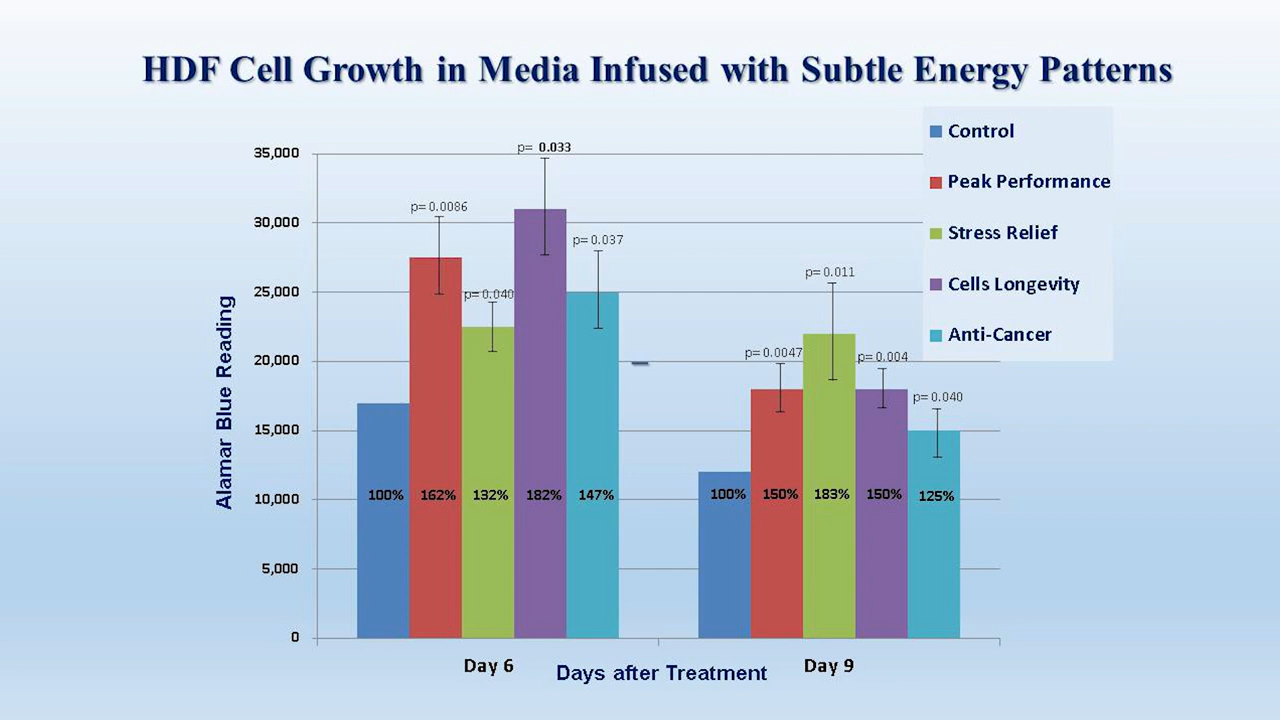 HDF Cell Growth in Media Infused with Subtle Energy Patterns
Control
Peak Performance
Stress Relief
Cells Longevity
Anti-Cancer
Alamar Blue Reading
35,000
30,000
25,000
20,000
15,000
10,000
5,000
0
p= 0.0086
p= 0.040
p= 0.033
p= 0.037
p= 0.0047
p= 0.011
p= 0.004
p= 0.040
100% 162% 132% 182% 147%
100% 150% 183% 150% 125%
Day 6
Day 9
Days after Treatment